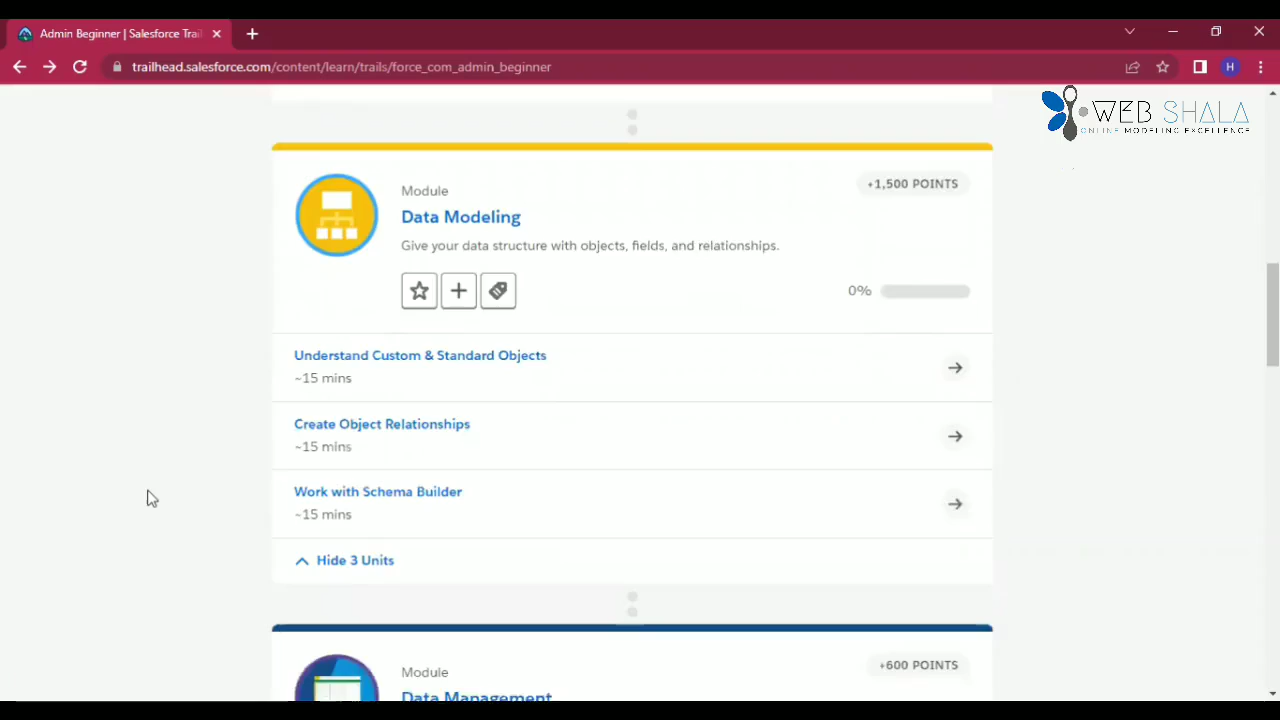 Admin Beginner | Salesforce Trai
trailhead.salesforce.com/content/learn/trails/force_com_admin_beginner
H
WEB SHALA
ONLINE MODELING EXCELLENCE
+1,500 POINTS
Module
Data Modeling
Give your data structure with objects, fields, and relationships.
0%
Understand Custom & Standard Objects
~15 mins
Create Object Relationships
~15 mins
Work with Schema Builder
~15 mins
Hide 3 Units
+600 POINTS
Module
Data Management